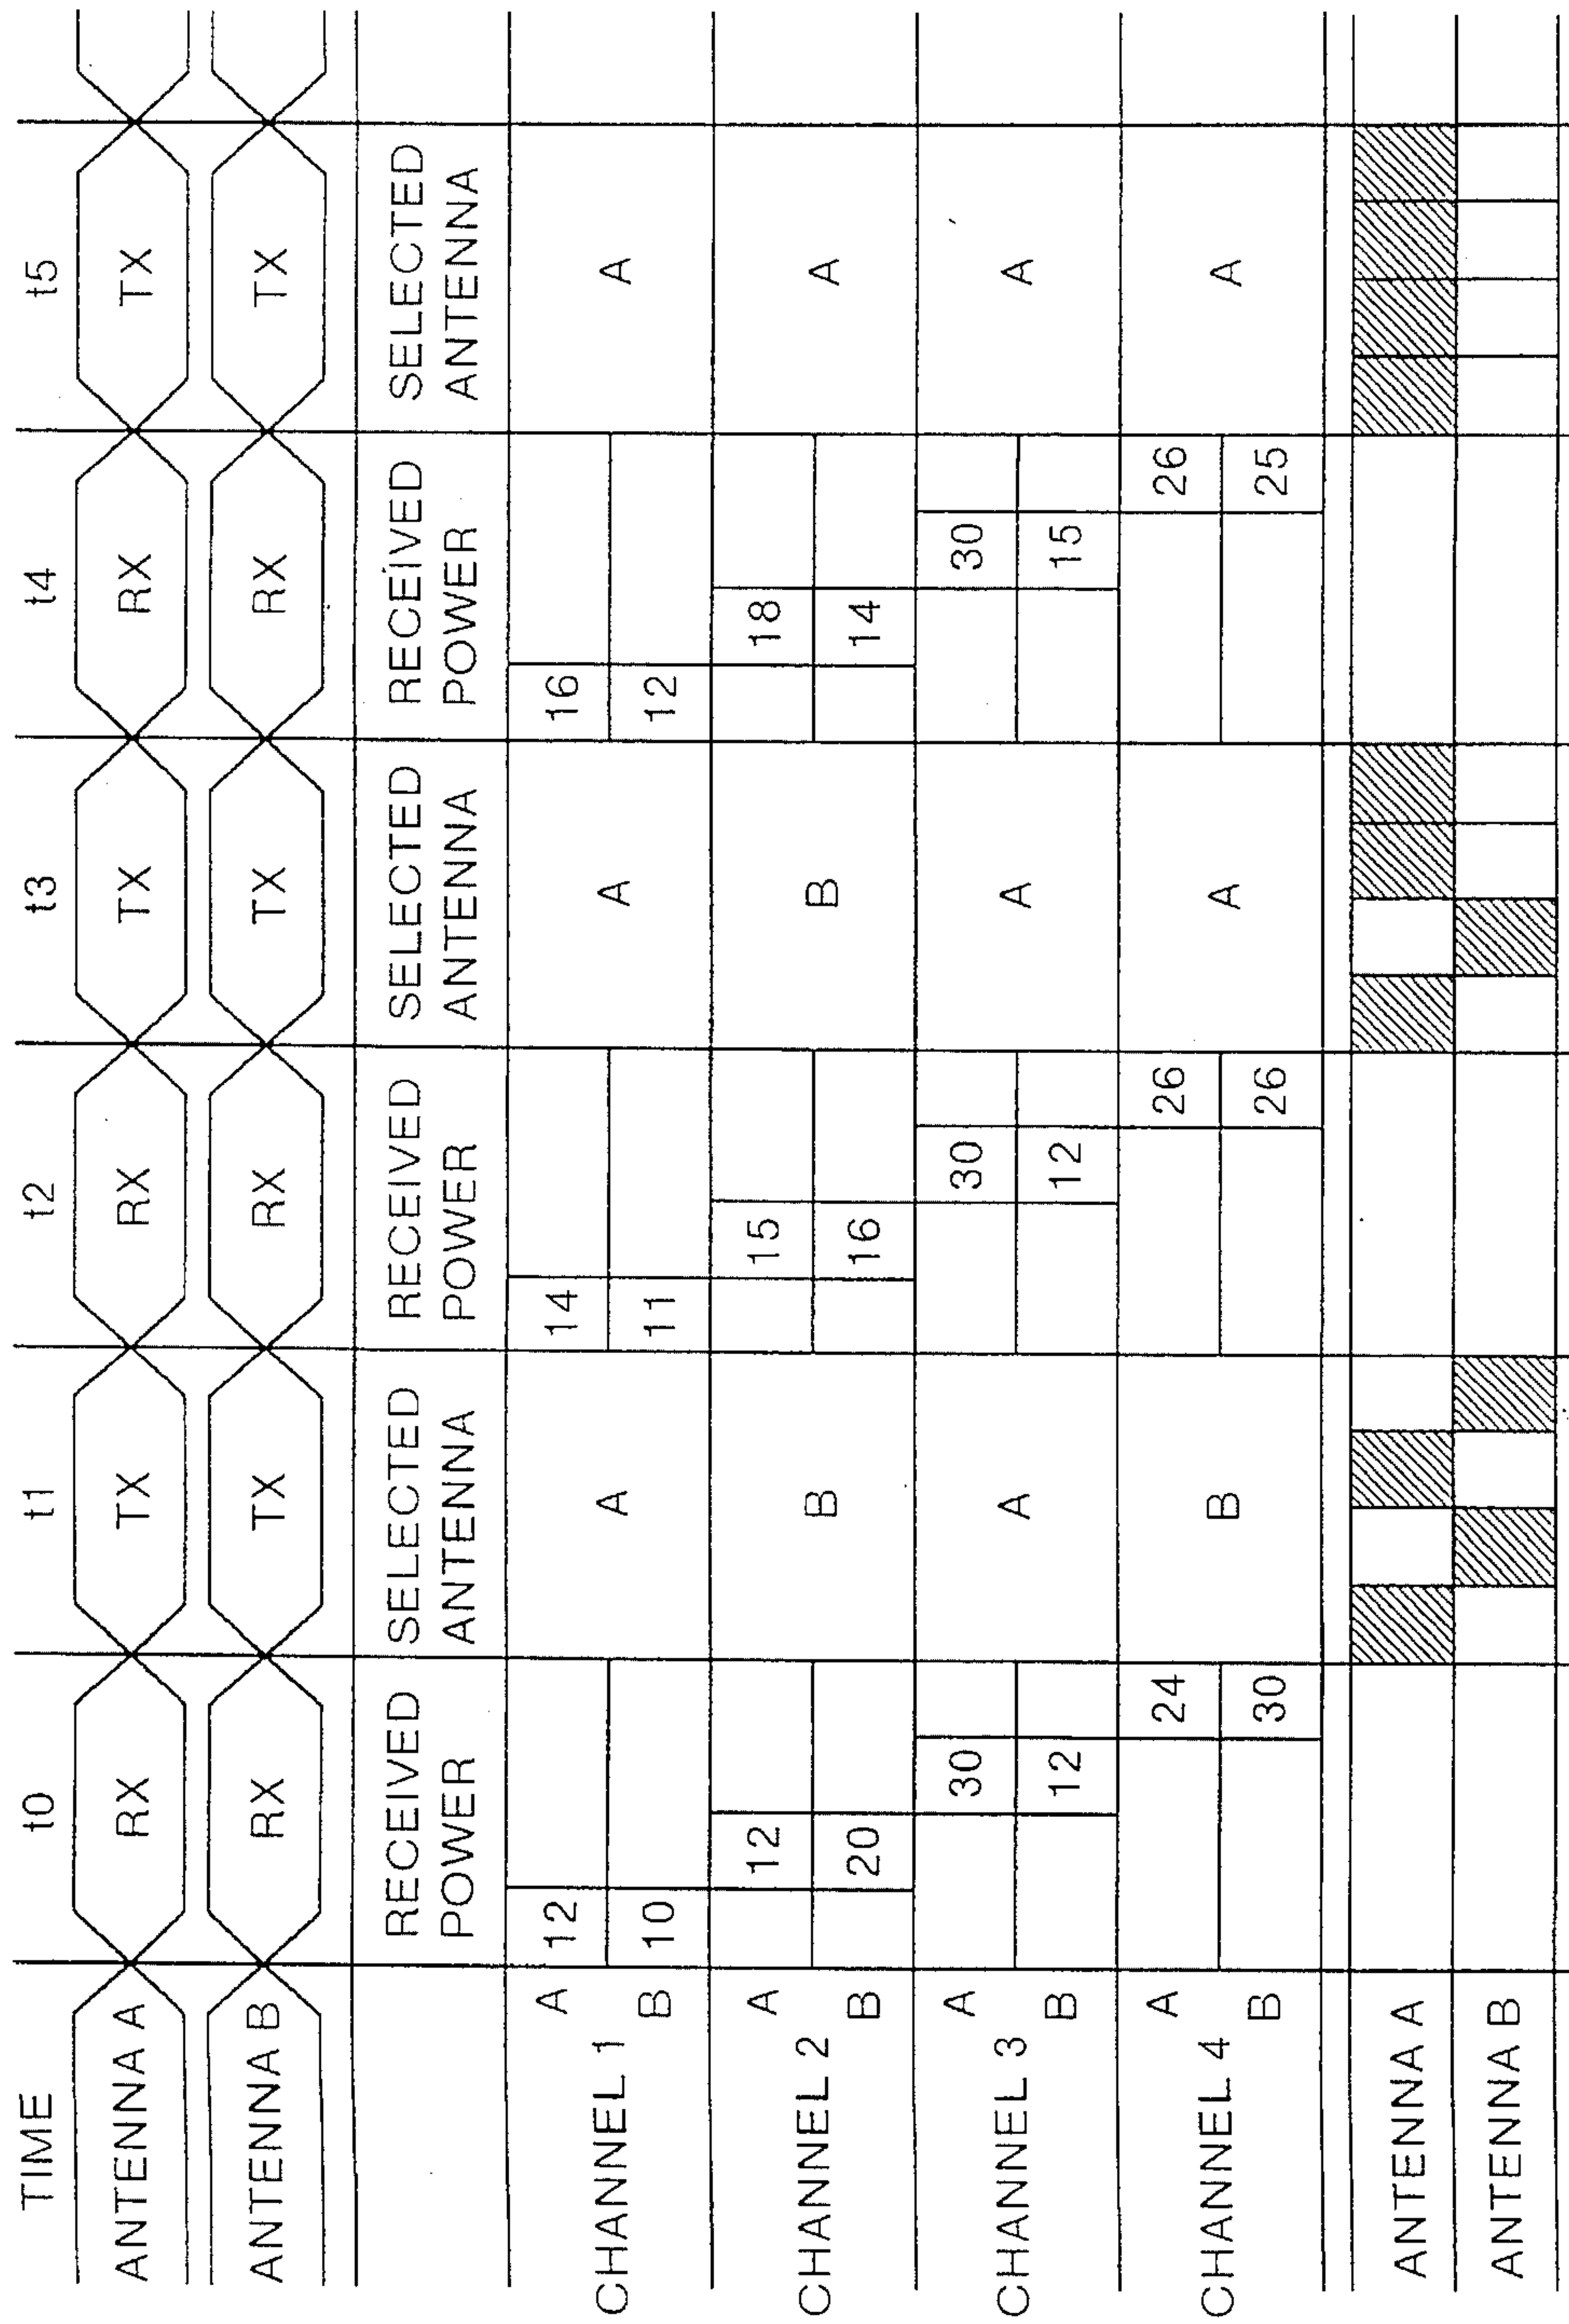 TIME t0 t1 t2 t3 t4 t5
ANTENNA A RX TX RX TX RX TX
ANTENNA B RX TX RX TX RX TX
RECEIVED SELECTED RECEIVED SELECTED RECEIVED SELECTED
POWER ANTENNA POWER ANTENNA POWER ANTENNA
A 12 14 16
CHANNEL 1 A A A
B 10 11 12
A 12 15 18
CHANNEL 2 B B A
B 20 16 14
A 30 30 30
CHANNEL 3 A A A
B 12 12 15
A 24 26 26
CHANNEL 4 B A A
B 30 26 25
ANTENNA A
ANTENNA B